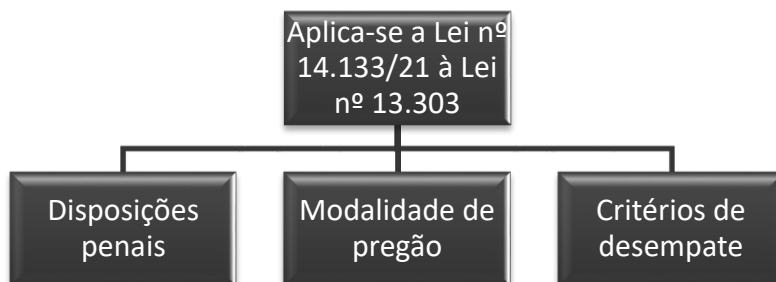 Aplica-se a Lei nº
14.133/21 à Lei
nº 13.303
Disposições
penais
Modalidade de
pregão
Critérios de
desempate